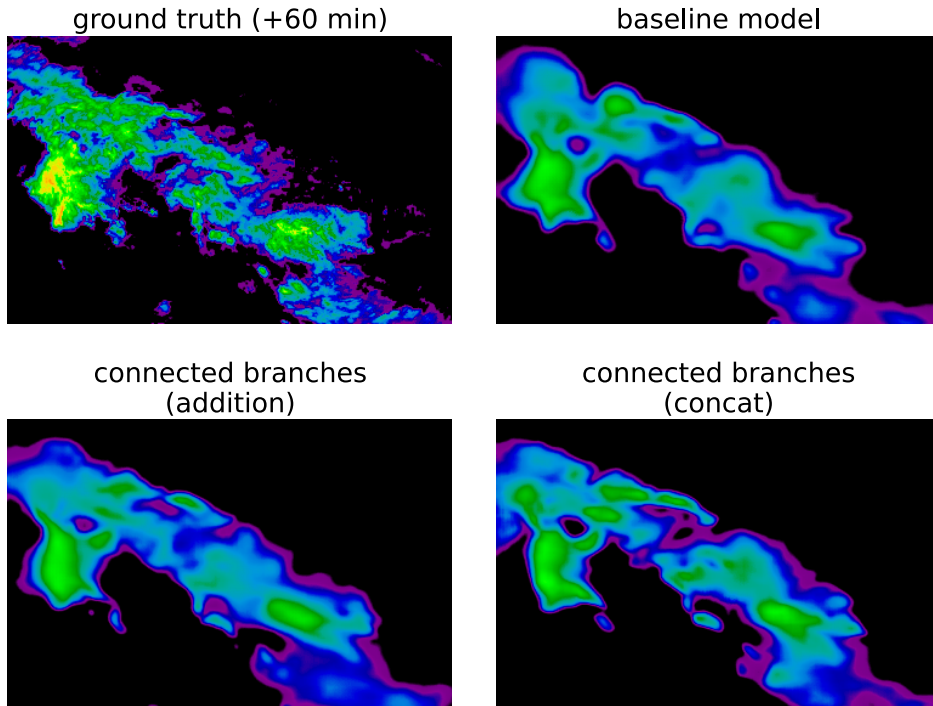 ground truth (+60 min)
baseline model
connected branches
(addition)
connected branches
(concat)